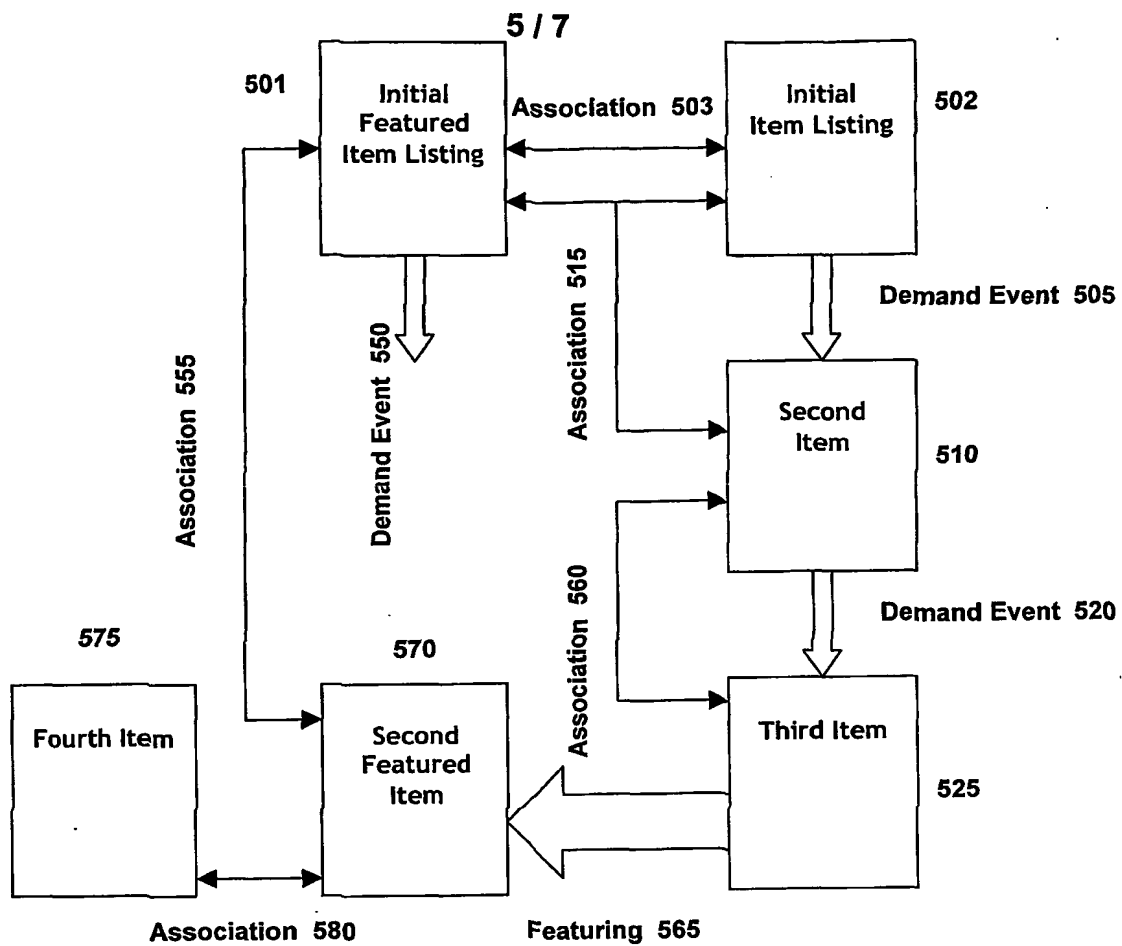 5 / 7
501
Initial
Featured
Item Listing
Association 503
Initial
Item Listing
502
Demand Event 505
Association 515
Demand Event 550
Association 555
Second
Item
510
Association 560
Demand Event 520
575
Fourth Item
570
Second
Featured
Item
Third Item
525
Association 580
Featuring 565